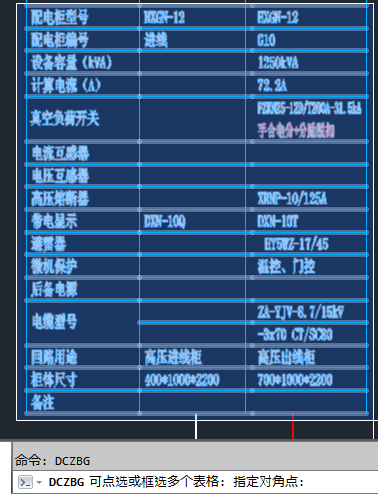 配电柜型号 HXGN-12 HXGN-12
配电柜编号 进线 G10
设备容量（kVA） 1250kVA
计算电流（A） 72.2A
真空负荷开关 FZRN25-12D/T200A-31.5kA
手合电分+分励脱扣
电流互感器
电压互感器
高压熔断器 XRNP-10/125A
带电显示 DXN-10Q DXN-10T
避雷器 HY5WZ-17/45
微机保护 温控、门控
后备电源
电缆型号 ZA-YJV-8.7/15kV
-3x70 CT/SC80
回路用途 高压进线柜 高压出线柜
柜体尺寸 400*1000*2200 700*1000*2200
备注
命令: DCZBG
DCZBG 可点选或框选多个表格: 指定对角点: